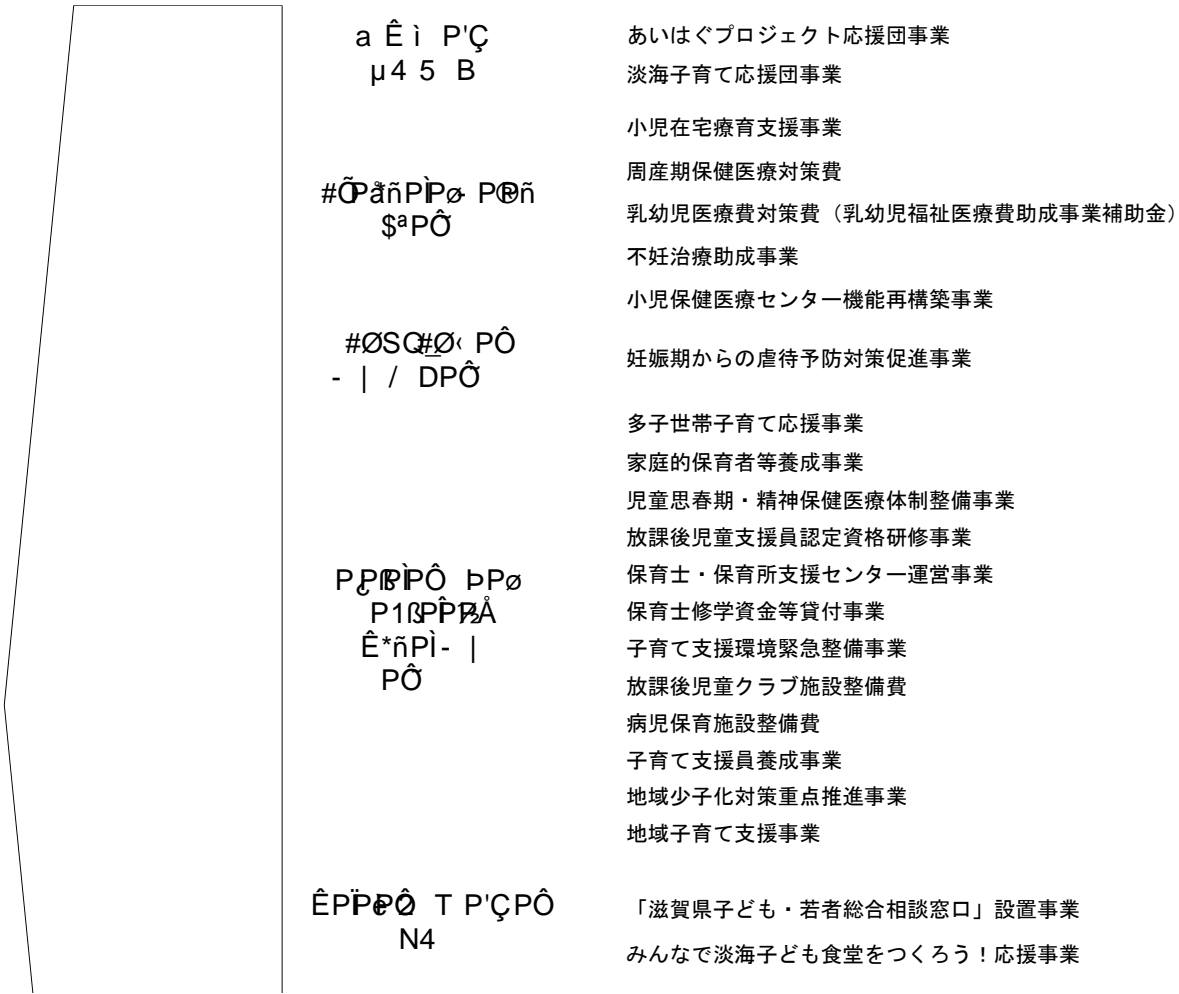 a Ê ì P'Ç
µ4 5 B
あいはぐプロジェクト応援団事業
淡海子育て応援団事業
小児在宅療育支援事業
周産期保健医療対策費
乳幼児医療費対策費（乳幼児福祉医療費助成事業補助金）
不妊治療助成事業
小児保健医療センター機能再構築事業
$ªPÔ
妊娠期からの虐待予防対策促進事業
多子世帯子育て応援事業
家庭的保育者等養成事業
児童思春期・精神保健医療体制整備事業
放課後児童支援員認定資格研修事業
保育士・保育所支援センター運営事業
保育士修学資金等貸付事業
子育て支援環境緊急整備事業
放課後児童クラブ施設整備費
病児保育施設整備費
子育て支援員養成事業
地域少子化対策重点推進事業
地域子育て支援事業
Ê*ñPÌ- |
PÔ
N4
「滋賀県子ども・若者総合相談窓口」設置事業
みんなで淡海子ども食堂をつくろう！応援事業